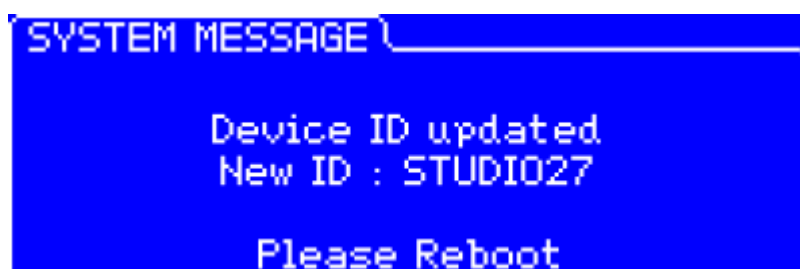 SYSTEM MESSAGE
Device ID updated
New ID : STUDIO27
Please Reboot